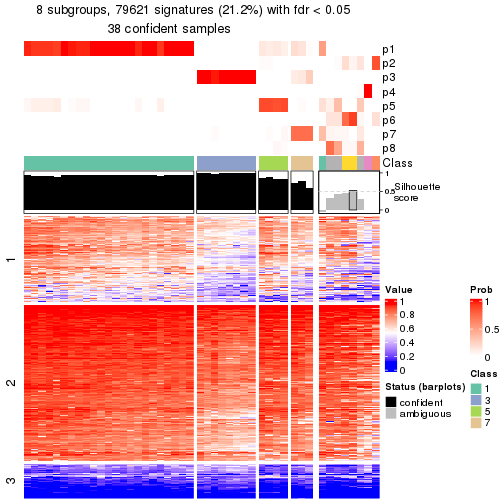 8 subgroups, 79621 signatures (21.2%) with fdr < 0.05
38 confident samples
p1
p2
p3
p4
p5
p6
p7
p8
Class
1
0.5
0
Silhouette
score
1
2
3
Value
1
0.8
0.6
0.4
0.2
0
Status (barplots)
confident
ambiguous
Prob
1
0.5
0
Class
1
3
5
7